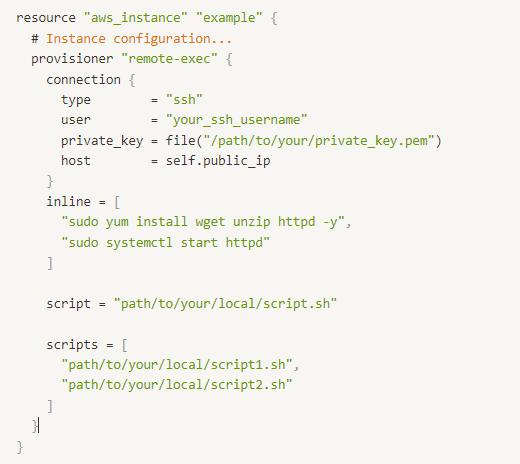 resource "aws_instance" "example" {
  # Instance configuration...
  provisioner "remote-exec" {
    connection {
      type        = "ssh"
      user        = "your_ssh_username"
      private_key = file("/path/to/your/private_key.pem")
      host        = self.public_ip
    }
    inline = [
      "sudo yum install wget unzip httpd -y",
      "sudo systemctl start httpd"
    ]

    script = "path/to/your/local/script.sh"

    scripts = [
      "path/to/your/local/script1.sh",
      "path/to/your/local/script2.sh"
    ]
  }
}